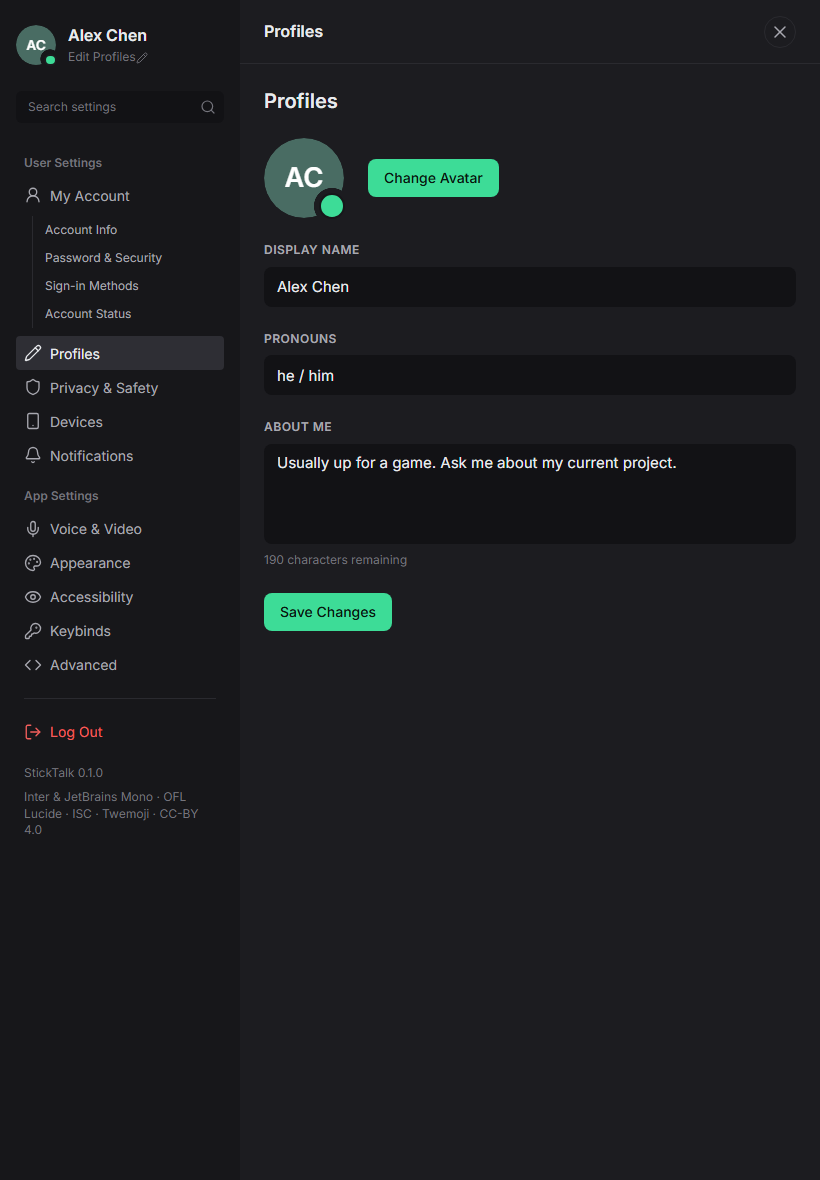 AC
Alex Chen
Edit Profiles
Search settings
User Settings
My Account
Account Info
Password & Security
Sign-in Methods
Account Status
Profiles
Privacy & Safety
Devices
Notifications
App Settings
Voice & Video
Appearance
Accessibility
Keybinds
Advanced
Log Out
StickTalk 0.1.0
Inter & JetBrains Mono · OFL
Lucide · ISC · Twemoji · CC-BY
4.0
Profiles
Profiles
AC
Change Avatar
DISPLAY NAME
Alex Chen
PRONOUNS
he / him
ABOUT ME
Usually up for a game. Ask me about my current project.
190 characters remaining
Save Changes